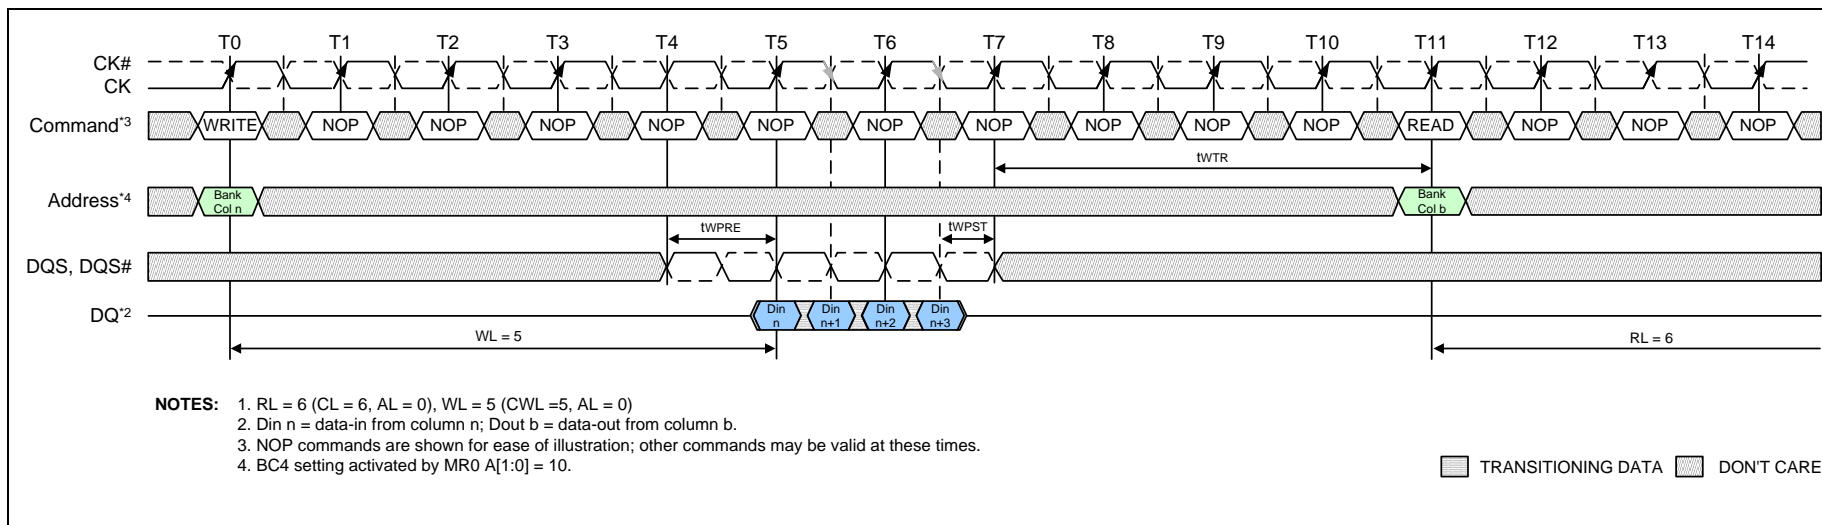 T0 T1 T2 T3 T4 T5 T6 T7 T8 T9 T10 T11 T12 T13 T14
CK#
CK
Command*3 WRITE NOP NOP NOP NOP NOP NOP NOP NOP NOP NOP READ NOP NOP NOP
tWTR
Address*4 Bank Col n Bank Col b
tWPRE tWPST
DQS, DQS#
DQ*2 Din n Din n+1 Din n+2 Din n+3
WL = 5 RL = 6
NOTES: 1. RL = 6 (CL = 6, AL = 0), WL = 5 (CWL =5, AL = 0)
2. Din n = data-in from column n; Dout b = data-out from column b.
3. NOP commands are shown for ease of illustration; other commands may be valid at these times.
4. BC4 setting activated by MR0 A[1:0] = 10.
TRANSITIONING DATA DON'T CARE